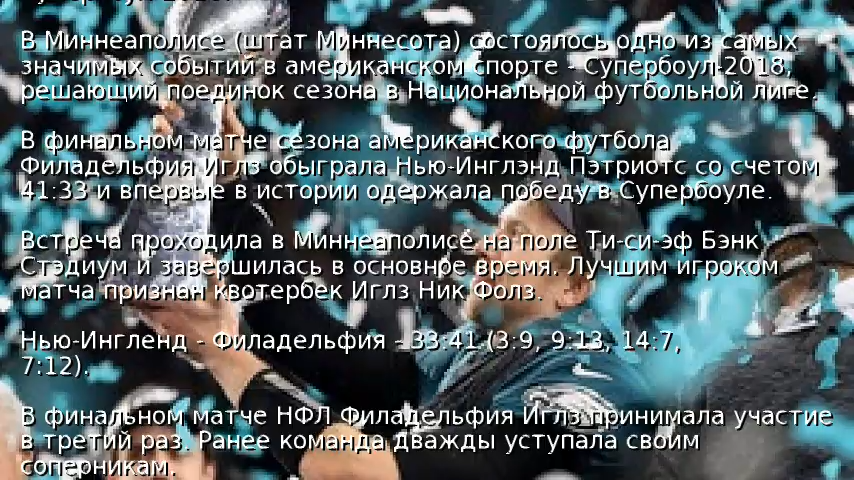 В Миннеаполисе (штат Миннесота) состоялось одно из самых
значимых событий в американском спорте - Супербоул-2018,
решающий поединок сезона в Национальной футбольной лиге.
В финальном матче сезона американского футбола
Филадельфия Иглз обыграла Нью-Инглэнд Пэтриотс со счетом
41:33 и впервые в истории одержала победу в Супербоуле.
Встреча проходила в Миннеаполисе на поле Ти-си-эф Бэнк
Стэдиум и завершилась в основное время. Лучшим игроком
матча признан квотербек Иглз Ник Фолз.
Нью-Ингленд - Филадельфия - 33:41 (3:9, 9:13, 14:7,
7:12).
В финальном матче НФЛ Филадельфия Иглз принимала участие
в третий раз. Ранее команда дважды уступала своим
соперникам.